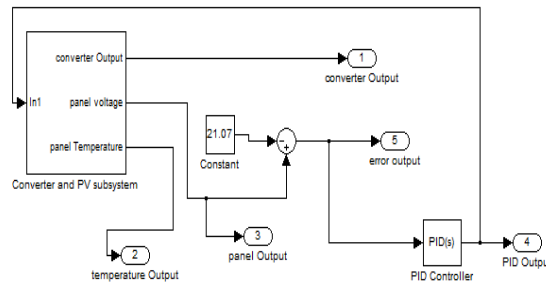 converter Output
1
converter Output
In1
panel voltage
21.07
Constant
-
+
5
error output
panel Temperature
Converter and PV subsystem
2
temperature Output
3
panel Output
PID(s)
PID Controller
4
PID Output